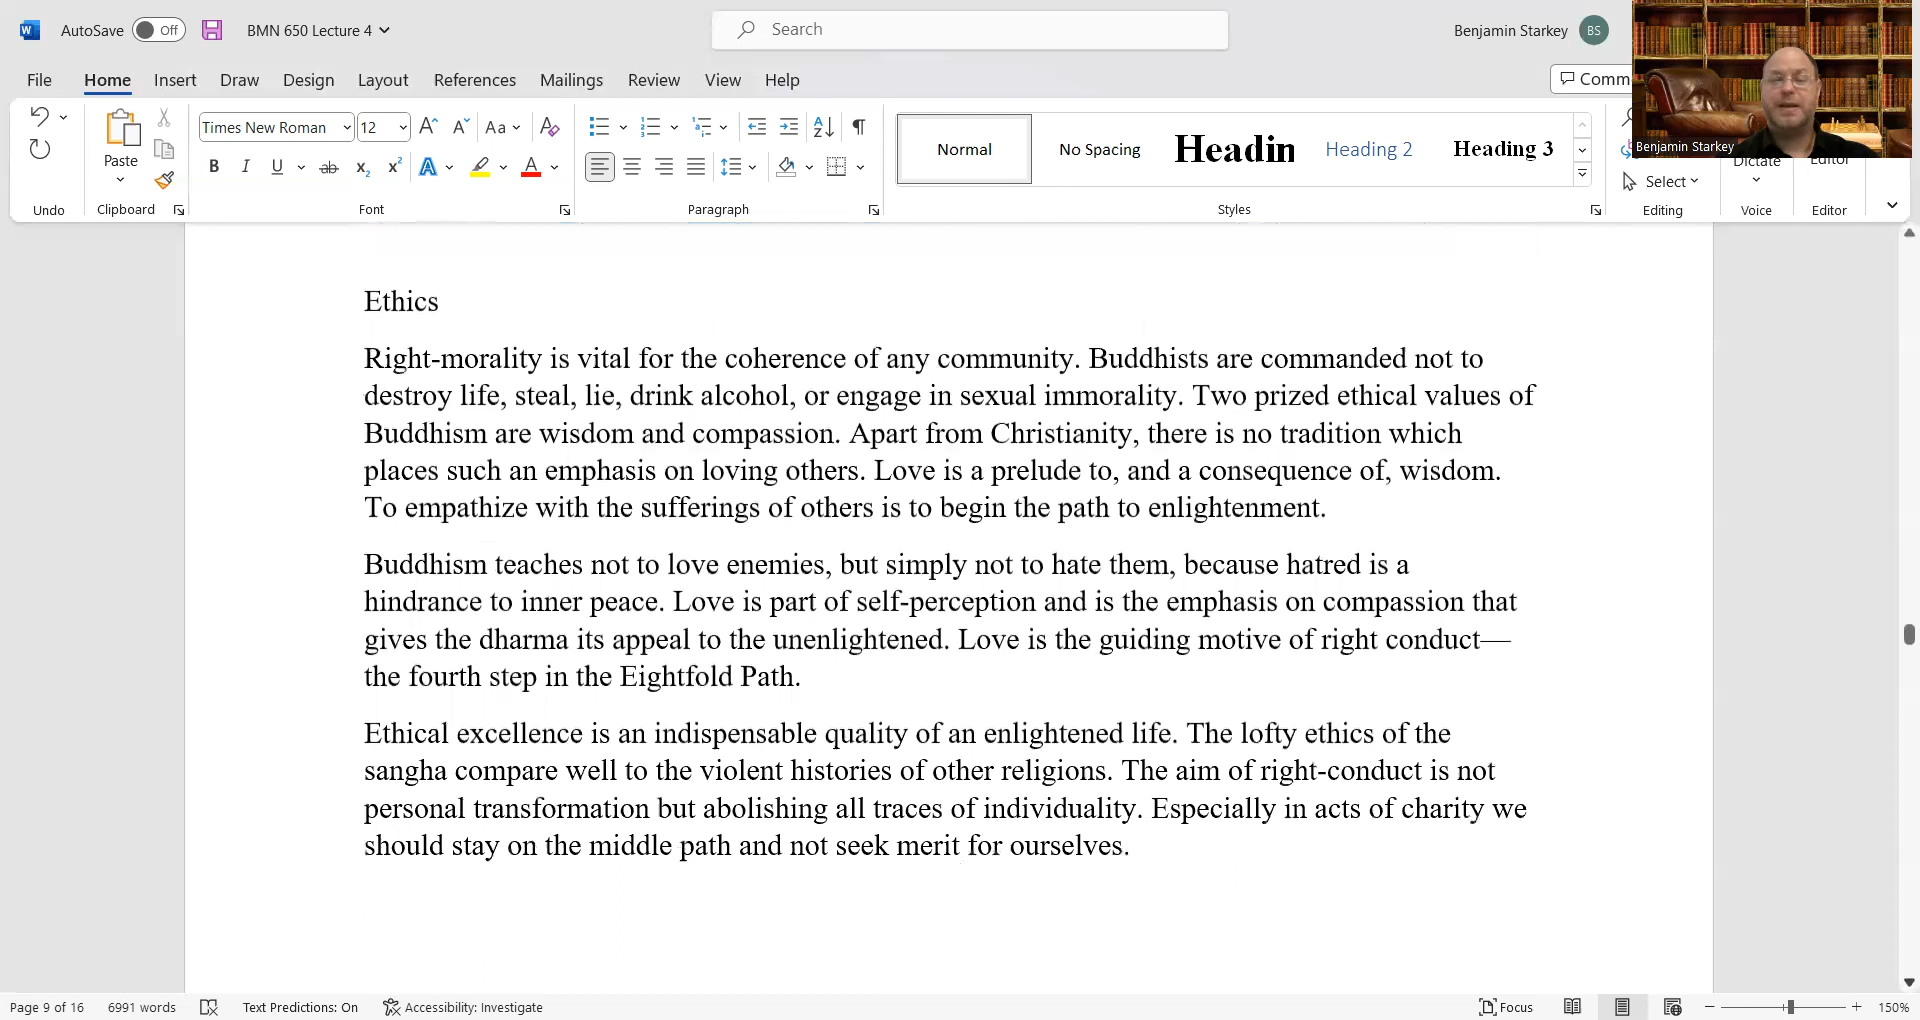 AutoSave Off BMN 650 Lecture 4 Search Benjamin Starkey BS
File Home Insert Draw Design Layout References Mailings Review View Help
Times New Roman 12 Aa
Paste
B I U ab x2 x2 A A
Normal No Spacing Headin Heading 2 Heading 3
Select
Benjamin Starkey
Dictate
Undo Clipboard Font Paragraph Styles Editing Voice Editor
Ethics
Right-morality is vital for the coherence of any community. Buddhists are commanded not to
destroy life, steal, lie, drink alcohol, or engage in sexual immorality. Two prized ethical values of
Buddhism are wisdom and compassion. Apart from Christianity, there is no tradition which
places such an emphasis on loving others. Love is a prelude to, and a consequence of, wisdom.
To empathize with the sufferings of others is to begin the path to enlightenment.
Buddhism teaches not to love enemies, but simply not to hate them, because hatred is a
hindrance to inner peace. Love is part of self-perception and is the emphasis on compassion that
gives the dharma its appeal to the unenlightened. Love is the guiding motive of right conduct—
the fourth step in the Eightfold Path.
Ethical excellence is an indispensable quality of an enlightened life. The lofty ethics of the
sangha compare well to the violent histories of other religions. The aim of right-conduct is not
personal transformation but abolishing all traces of individuality. Especially in acts of charity we
should stay on the middle path and not seek merit for ourselves.
Page 9 of 16 6991 words Text Predictions: On Accessibility: Investigate Focus 150%